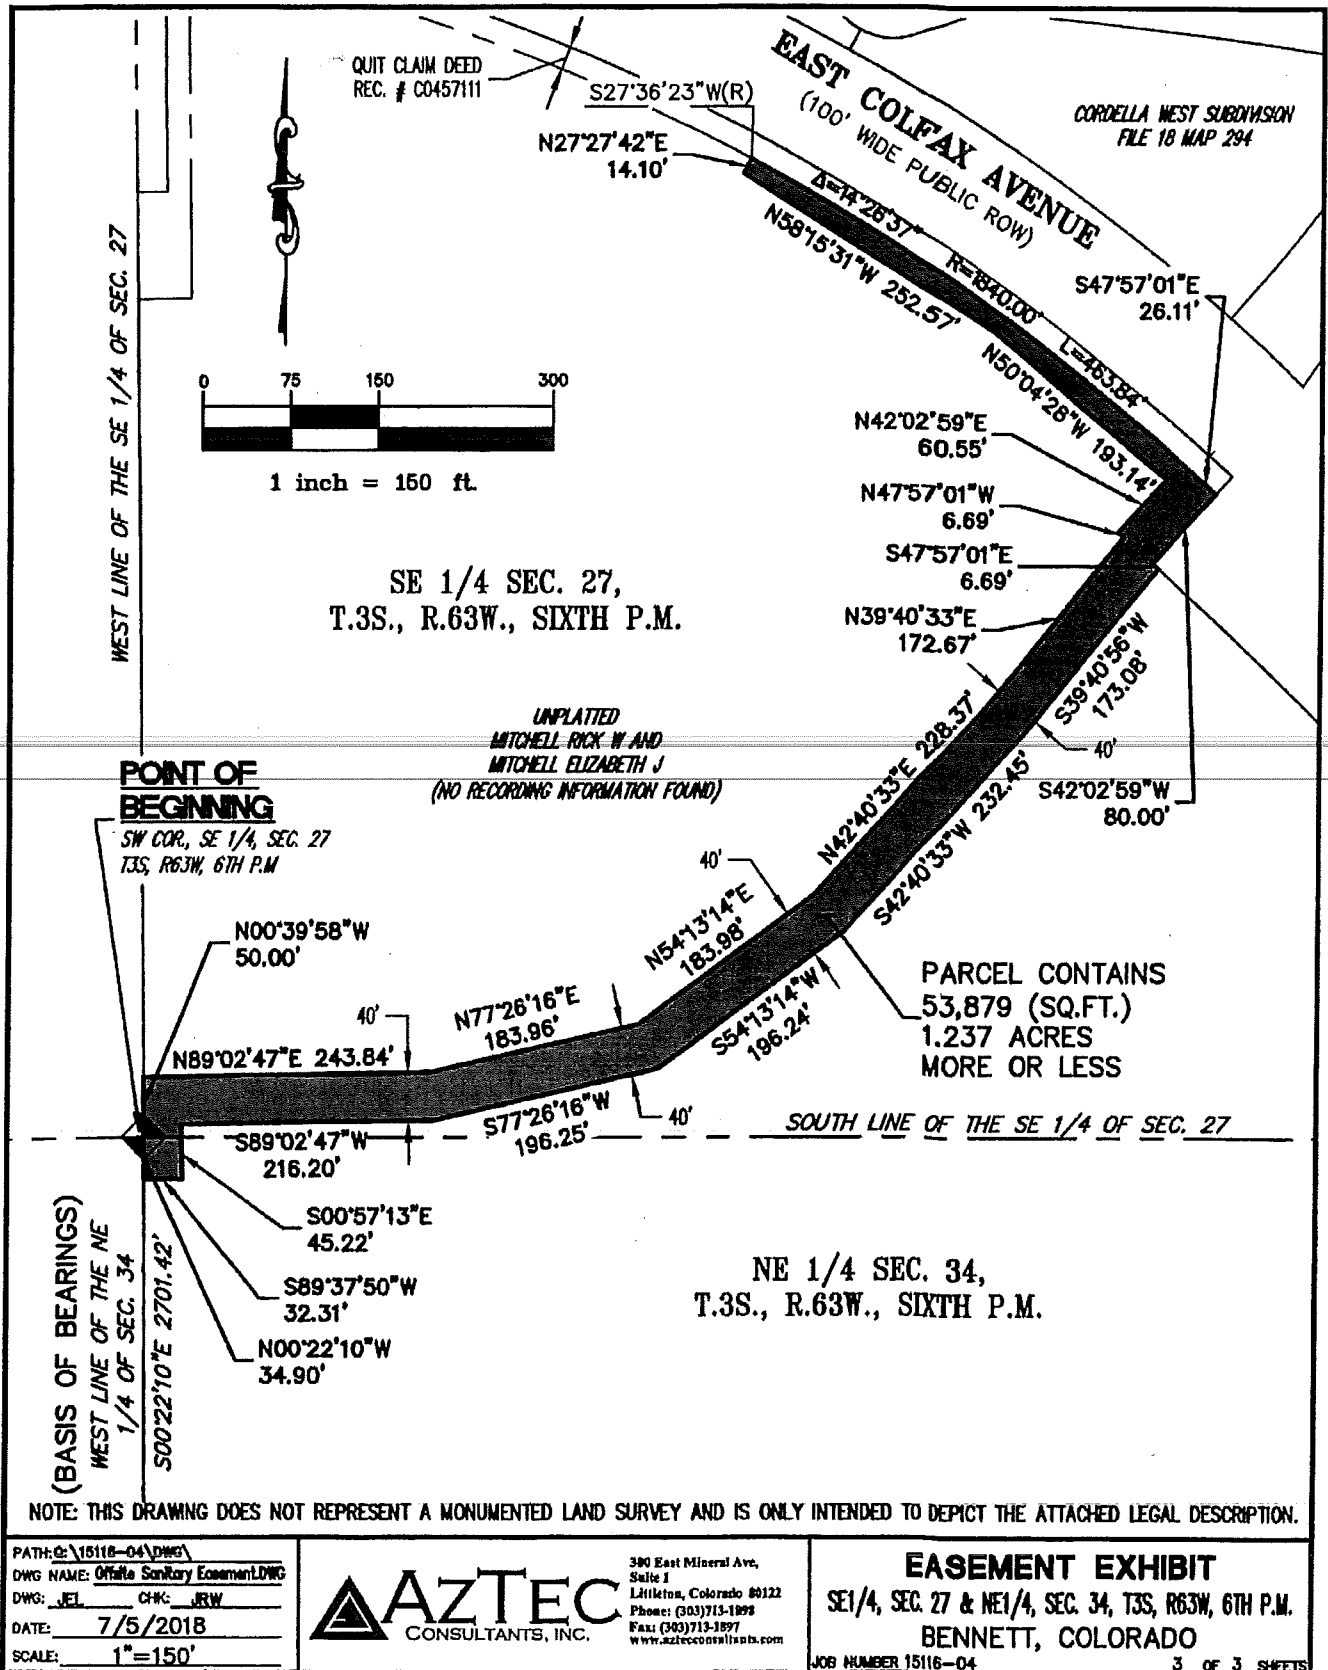 QUIT CLAIM DEED
REC. # C0457111
S27°36'23"W(R)
N27°27'42"E
14.10'
EAST COLFAX AVENUE
(100' WIDE PUBLIC ROW)
CORDELLA WEST SUBDIVISION
FILE 18 MAP 294
Δ=14°26'37"
R=1840.00'
L=463.84'
N58°15'31"W 252.57'
N50°04'28"W 193.14'
S47°57'01"E
26.11'
WEST LINE OF THE SE 1/4 OF SEC. 27
0 75 150 300
1 inch = 150 ft.
N42°02'59"E
60.55'
N47°57'01"W
6.69'
S47°57'01"E
6.69'
N39°40'33"E
172.67'
SE 1/4 SEC. 27,
T.3S., R.63W., SIXTH P.M.
S39°40'56"W
173.08'
UNPLATTED
MITCHELL RICK W AND
MITCHELL ELIZABETH J
(NO RECORDING INFORMATION FOUND)
N42°40'33"E 228.37'
40'
S42°02'59"W
80.00'
S42°40'33"W 232.45'
POINT OF
BEGINNING
SW COR., SE 1/4, SEC. 27
T3S, R63W, 6TH P.M
40'
N54°13'14"E
183.98'
N00°39'58"W
50.00'
PARCEL CONTAINS
53,879 (SQ.FT.)
1.237 ACRES
MORE OR LESS
N77°26'16"E
183.96'
S54°13'14"W
196.24'
40'
N89°02'47"E 243.84'
S77°26'16"W
196.25'
40'
S89°02'47"W
216.20'
SOUTH LINE OF THE SE 1/4 OF SEC. 27
S00°57'13"E
45.22'
S89°37'50"W
32.31'
N00°22'10"W
34.90'
NE 1/4 SEC. 34,
T.3S., R.63W., SIXTH P.M.
(BASIS OF BEARINGS)
WEST LINE OF THE NE
1/4 OF SEC. 34
S00°22'10"E 2701.42'
NOTE: THIS DRAWING DOES NOT REPRESENT A MONUMENTED LAND SURVEY AND IS ONLY INTENDED TO DEPICT THE ATTACHED LEGAL DESCRIPTION.
PATH: Q:\15116-04\DWG\
DWG NAME: Offsite Sanitary Easement.DWG
DWG: JEL CHK: JRW
DATE: 7/5/2018
SCALE: 1"=150'
AZTEC
CONSULTANTS, INC.
380 East Mineral Ave,
Suite 1
Littleton, Colorado 80122
Phone: (303)713-1898
Fax: (303)713-1897
www.aztecconsultants.com
EASEMENT EXHIBIT
SE1/4, SEC. 27 & NE1/4, SEC. 34, T3S, R63W, 6TH P.M.
BENNETT, COLORADO
JOB NUMBER 15116-04 3 OF 3 SHEETS